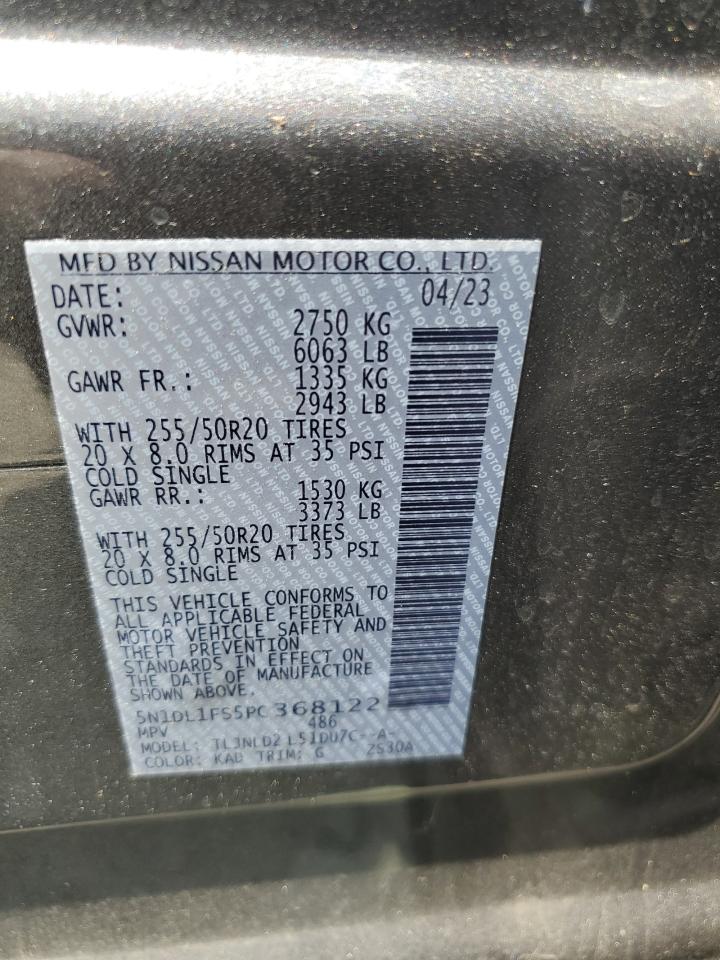 MFD BY NISSAN MOTOR CO., LTD.
DATE: 04/23
GVWR: 2750 KG
6063 LB
GAWR FR.: 1335 KG
2943 LB
WITH 255/50R20 TIRES
20 X 8.0 RIMS AT 35 PSI
COLD SINGLE
GAWR RR.: 1530 KG
3373 LB
WITH 255/50R20 TIRES
20 X 8.0 RIMS AT 35 PSI
COLD SINGLE
THIS VEHICLE CONFORMS TO
ALL APPLICABLE FEDERAL
MOTOR VEHICLE SAFETY AND
THEFT PREVENTION
STANDARDS IN EFFECT ON
THE DATE OF MANUFACTURE
SHOWN ABOVE.
5N1DL1FS5PC368122
MPV 486
MODEL: TLJNLD2 L51DU7C--A-
COLOR: KAD TRIM: G ZS30A